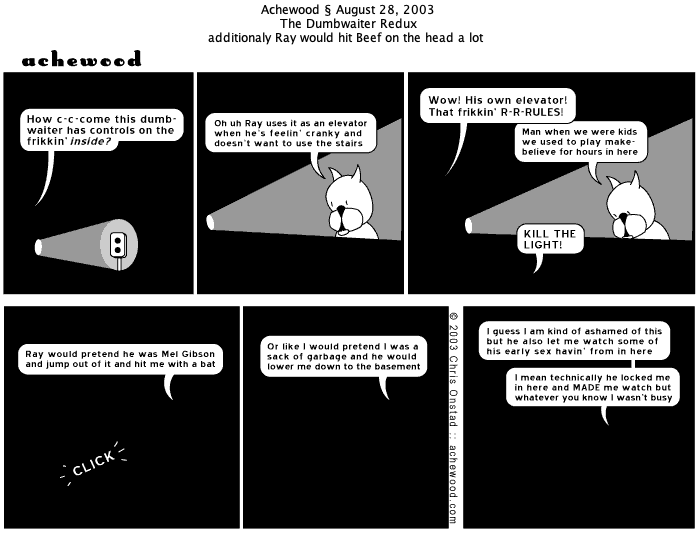 Achewood § August 28, 2003
The Dumbwaiter Redux
additionaly Ray would hit Beef on the head a lot
achewood
How c-c-come this dumb-
waiter has controls on the
frikkin' inside?
Oh uh Ray uses it as an elevator
when he's feelin' cranky and
doesn't want to use the stairs
Wow! His own elevator!
That frikkin' R-R-RULES!
Man when we were kids
we used to play make-
believe for hours in here
KILL THE
LIGHT!
Ray would pretend he was Mel Gibson
and jump out of it and hit me with a bat
CLICK
Or like I would pretend I was a
sack of garbage and he would
lower me down to the basement
© 2003 Chris Onstad :: achewood.com
I guess I am kind of ashamed of this
but he also let me watch some of
his early sex havin' from in here
I mean technically he locked me
in here and MADE me watch but
whatever you know I wasn't busy